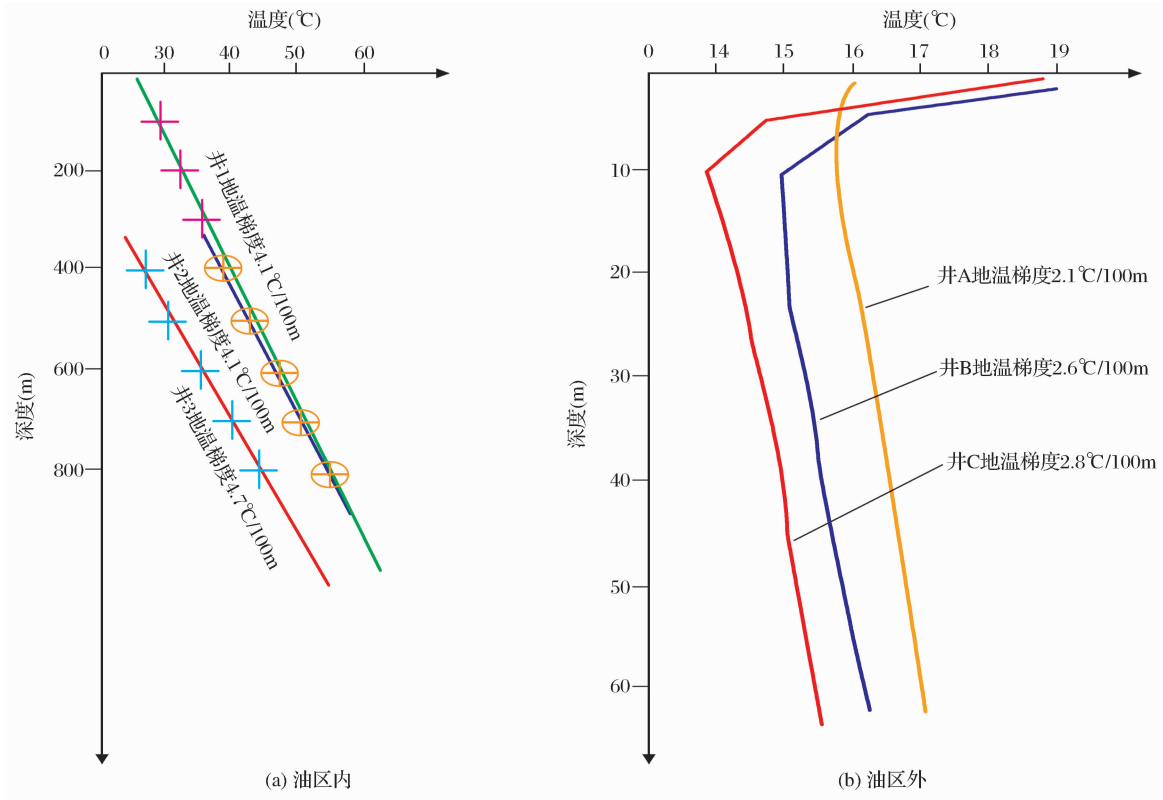 温度(℃)
0 30 40 50 60
200
400
600
800
深度(m)
井1地温梯度4.1℃/100m
井2地温梯度4.1℃/100m
井3地温梯度4.7℃/100m
(a) 油区内
温度(℃)
0 14 15 16 17 18 19
10
20
30
40
50
60
深度(m)
井A地温梯度2.1℃/100m
井B地温梯度2.6℃/100m
井C地温梯度2.8℃/100m
(b) 油区外